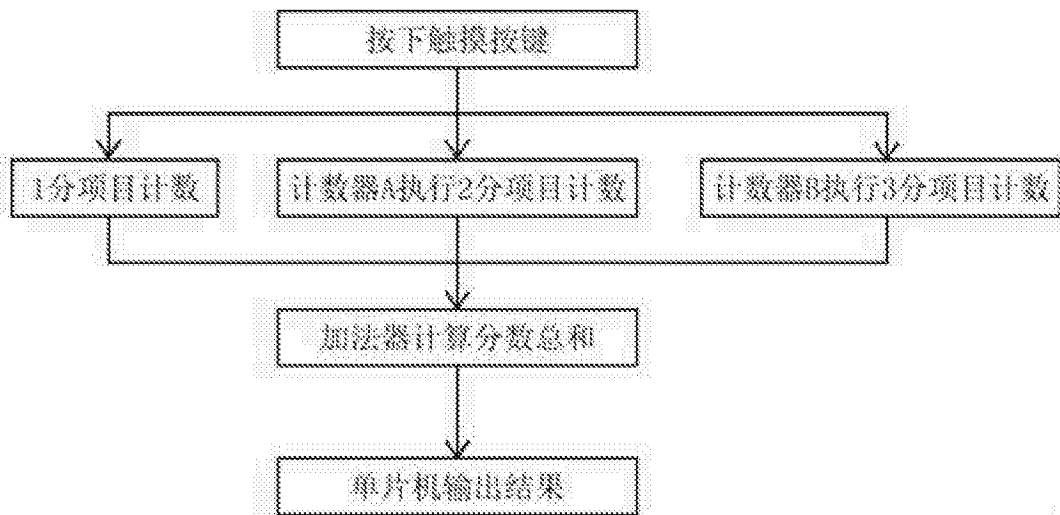 按下触摸按键
1分项目计数
计数器A执行2分项目计数
计数器B执行3分项目计数
加法器计算分数总和
单片机输出结果